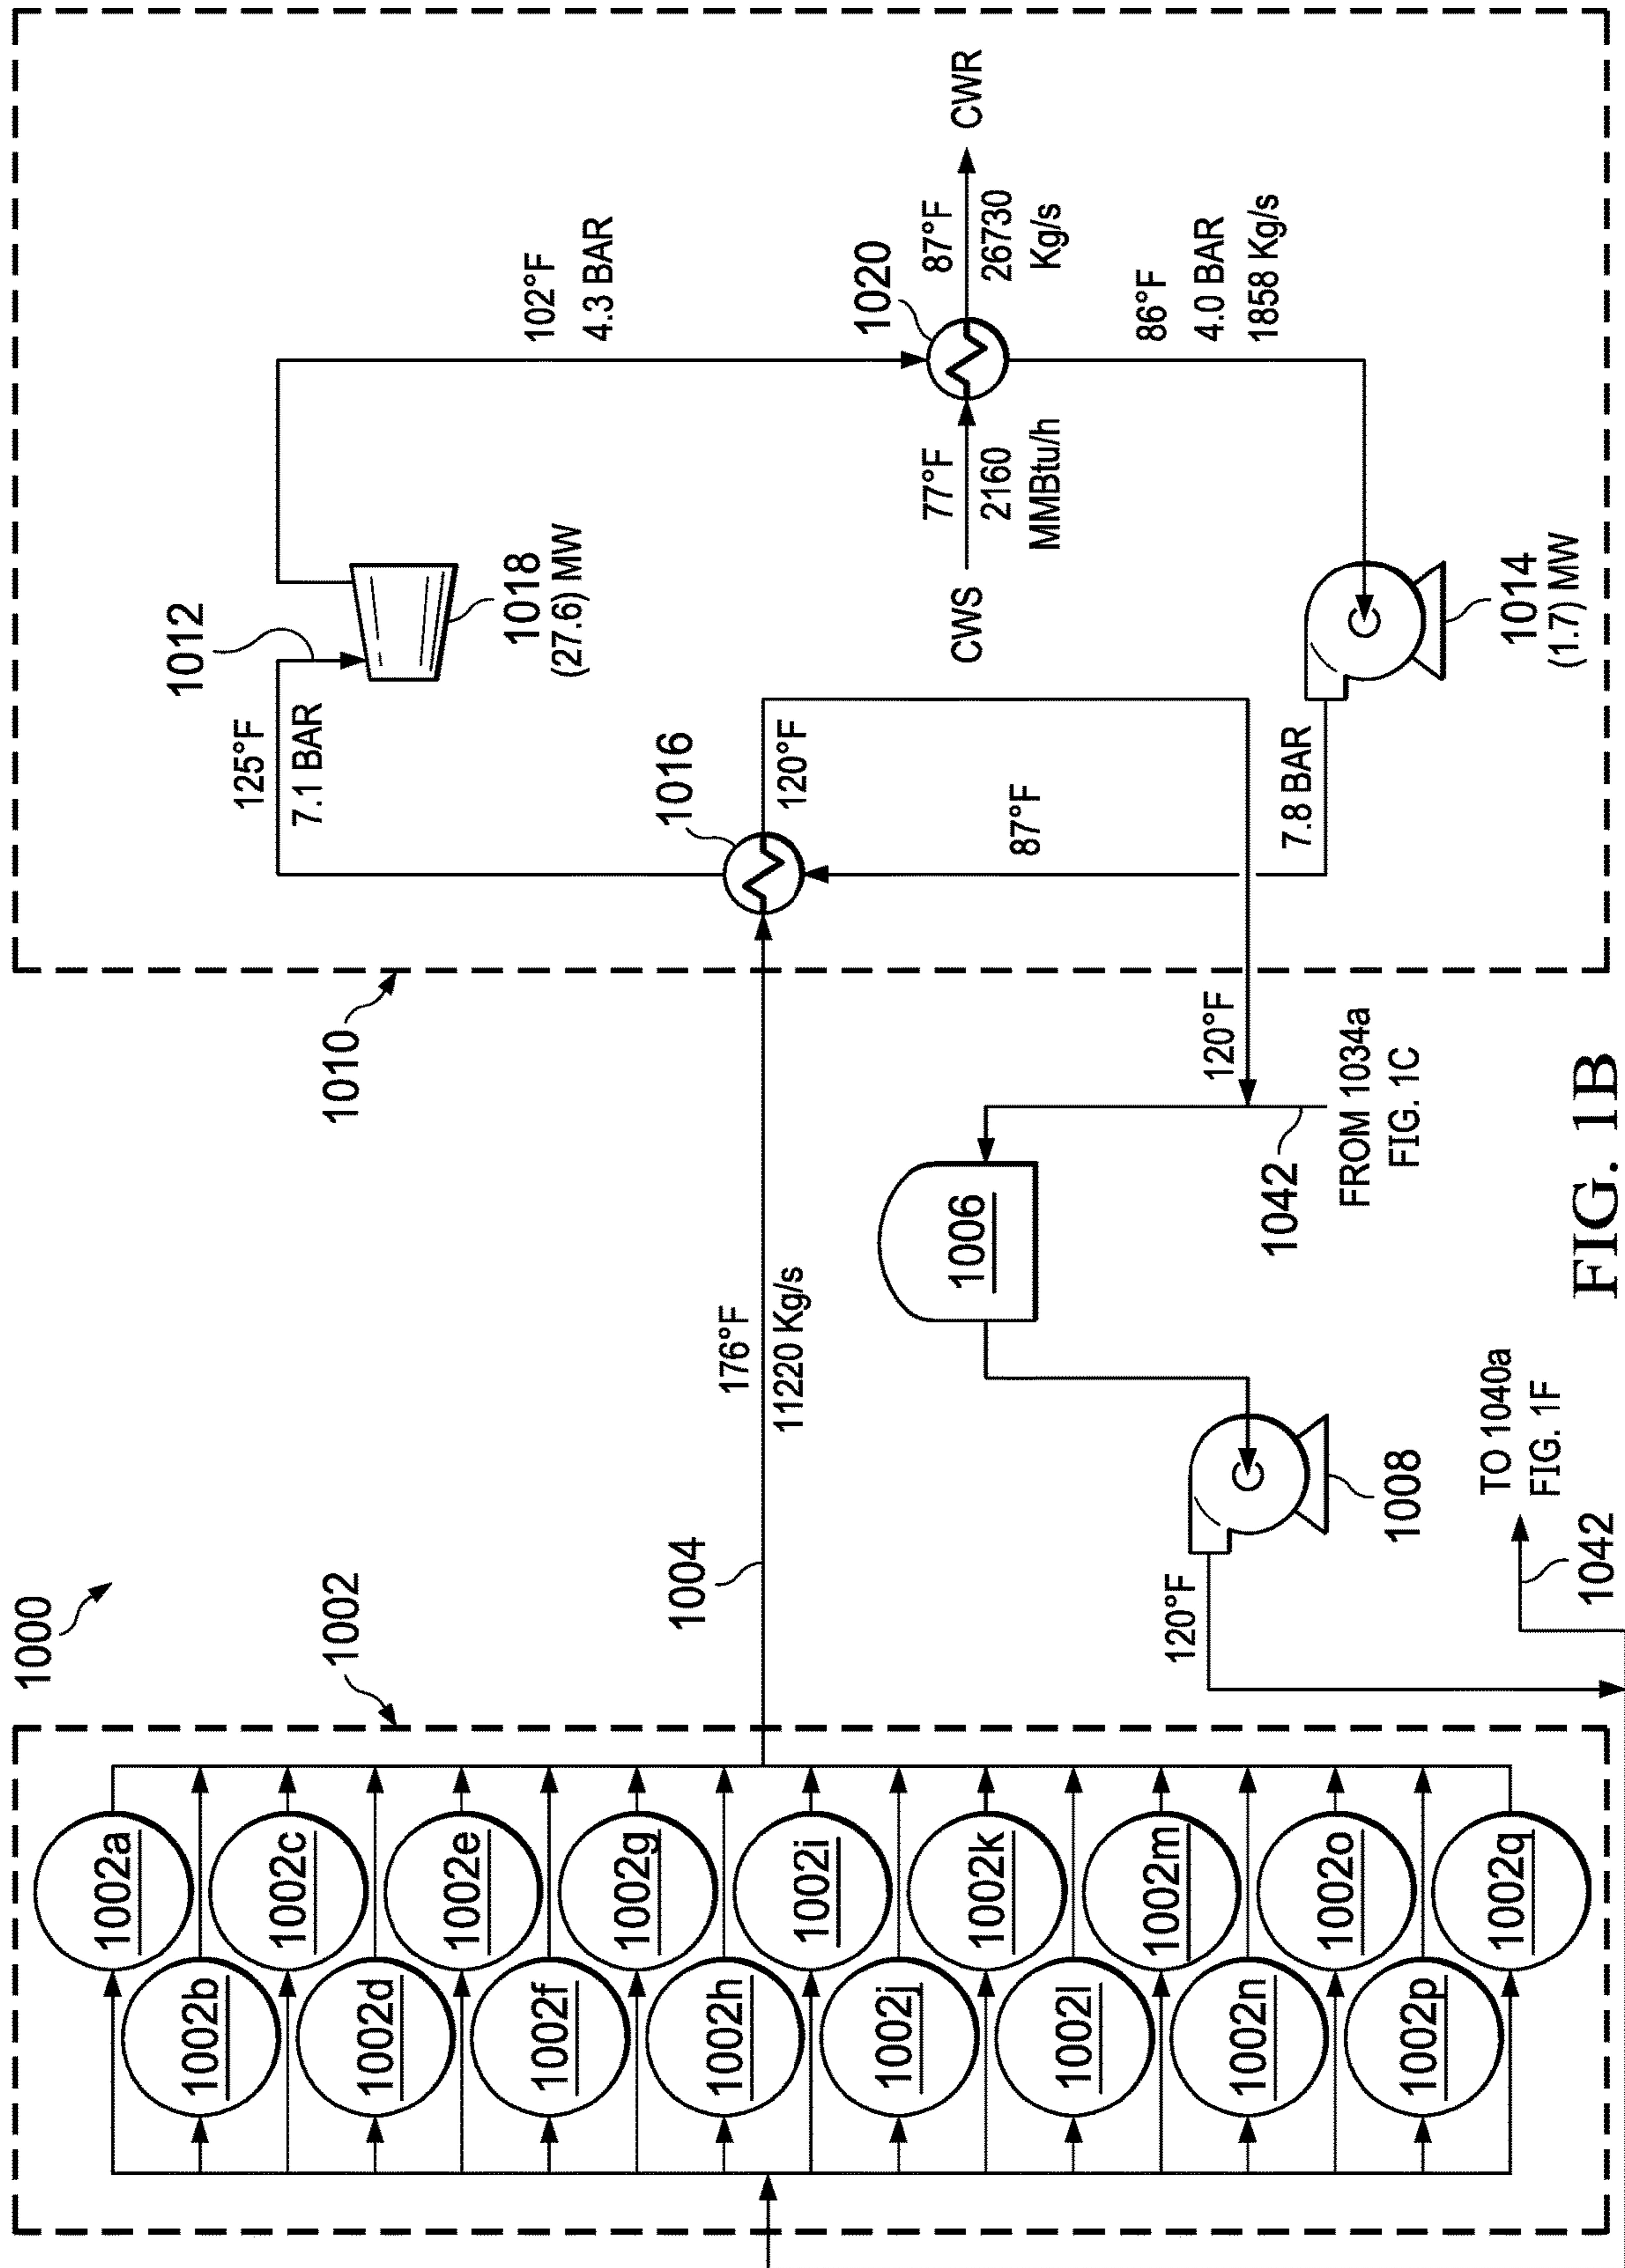 1000
1002
1002a
1002b
1002c
1002d
1002e
1002f
1002g
1002h
1002i
1002j
1002k
1002l
1002m
1002n
1002o
1002p
1002q
1004
176°F
11220 Kg/s
1010
125°F
7.1 BAR
1012
1018
(27.6) MW
102°F
4.3 BAR
1016
120°F
87°F
7.8 BAR
CWS
77°F
2160
MMBtu/h
1020
87°F
26730
Kg/s
CWR
86°F
4.0 BAR
1858 Kg/s
1014
(1.7) MW
120°F
1006
1042
FROM 1034a
FIG. 1C
1008
120°F
TO 1040a
FIG. 1F
1042
FIG. 1B